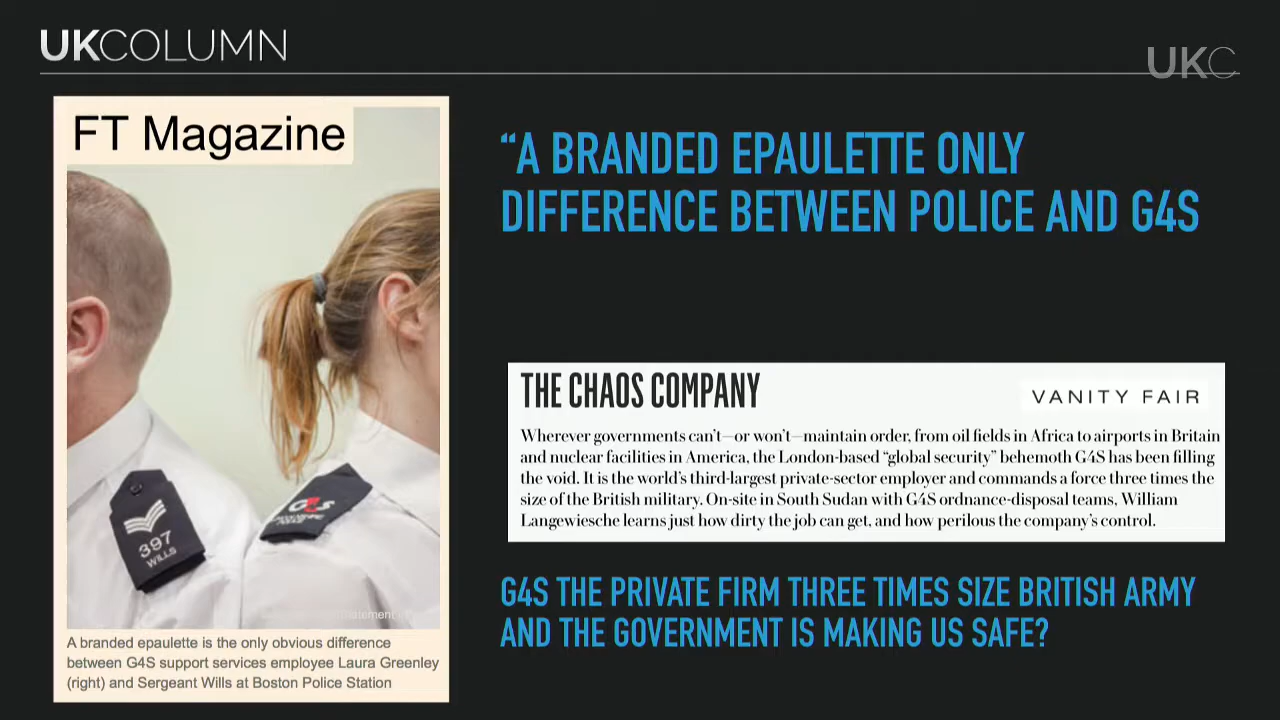 UKCOLUMN
UKC
FT Magazine
397
WILLS
G4S
A branded epaulette is the only obvious difference
between G4S support services employee Laura Greenley
(right) and Sergeant Wills at Boston Police Station
“A BRANDED EPAULETTE ONLY
DIFFERENCE BETWEEN POLICE AND G4S
THE CHAOS COMPANY
VANITY FAIR
Wherever governments can’t—or won’t—maintain order, from oil fields in Africa to airports in Britain
and nuclear facilities in America, the London-based “global security” behemoth G4S has been filling
the void. It is the world’s third-largest private-sector employer and commands a force three times the
size of the British military. On-site in South Sudan with G4S ordnance-disposal teams, William
Langewiesche learns just how dirty the job can get, and how perilous the company’s control.
G4S THE PRIVATE FIRM THREE TIMES SIZE BRITISH ARMY
AND THE GOVERNMENT IS MAKING US SAFE?